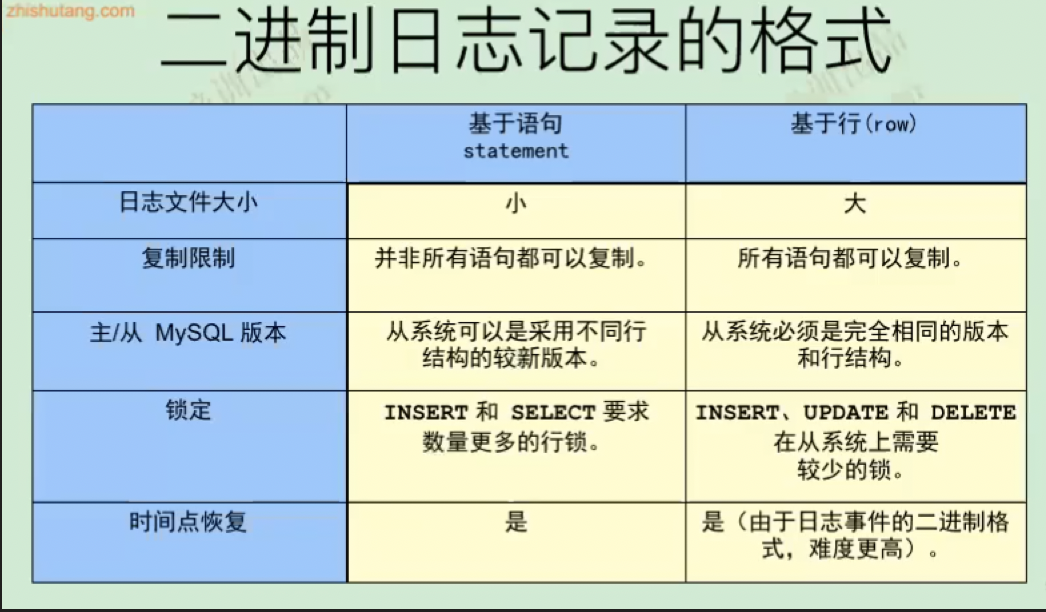 zhishutang.com
二进制日志记录的格式
基于语句
statement
基于行(row)
日志文件大小
小
大
复制限制
并非所有语句都可以复制。
所有语句都可以复制。
主/从 MySQL 版本
从系统可以是采用不同行
结构的较新版本。
从系统必须是完全相同的版本
和行结构。
锁定
INSERT 和 SELECT 要求
数量更多的行锁。
INSERT、UPDATE 和 DELETE
在从系统上需要
较少的锁。
时间点恢复
是
是（由于日志事件的二进制格
式，难度更高）。